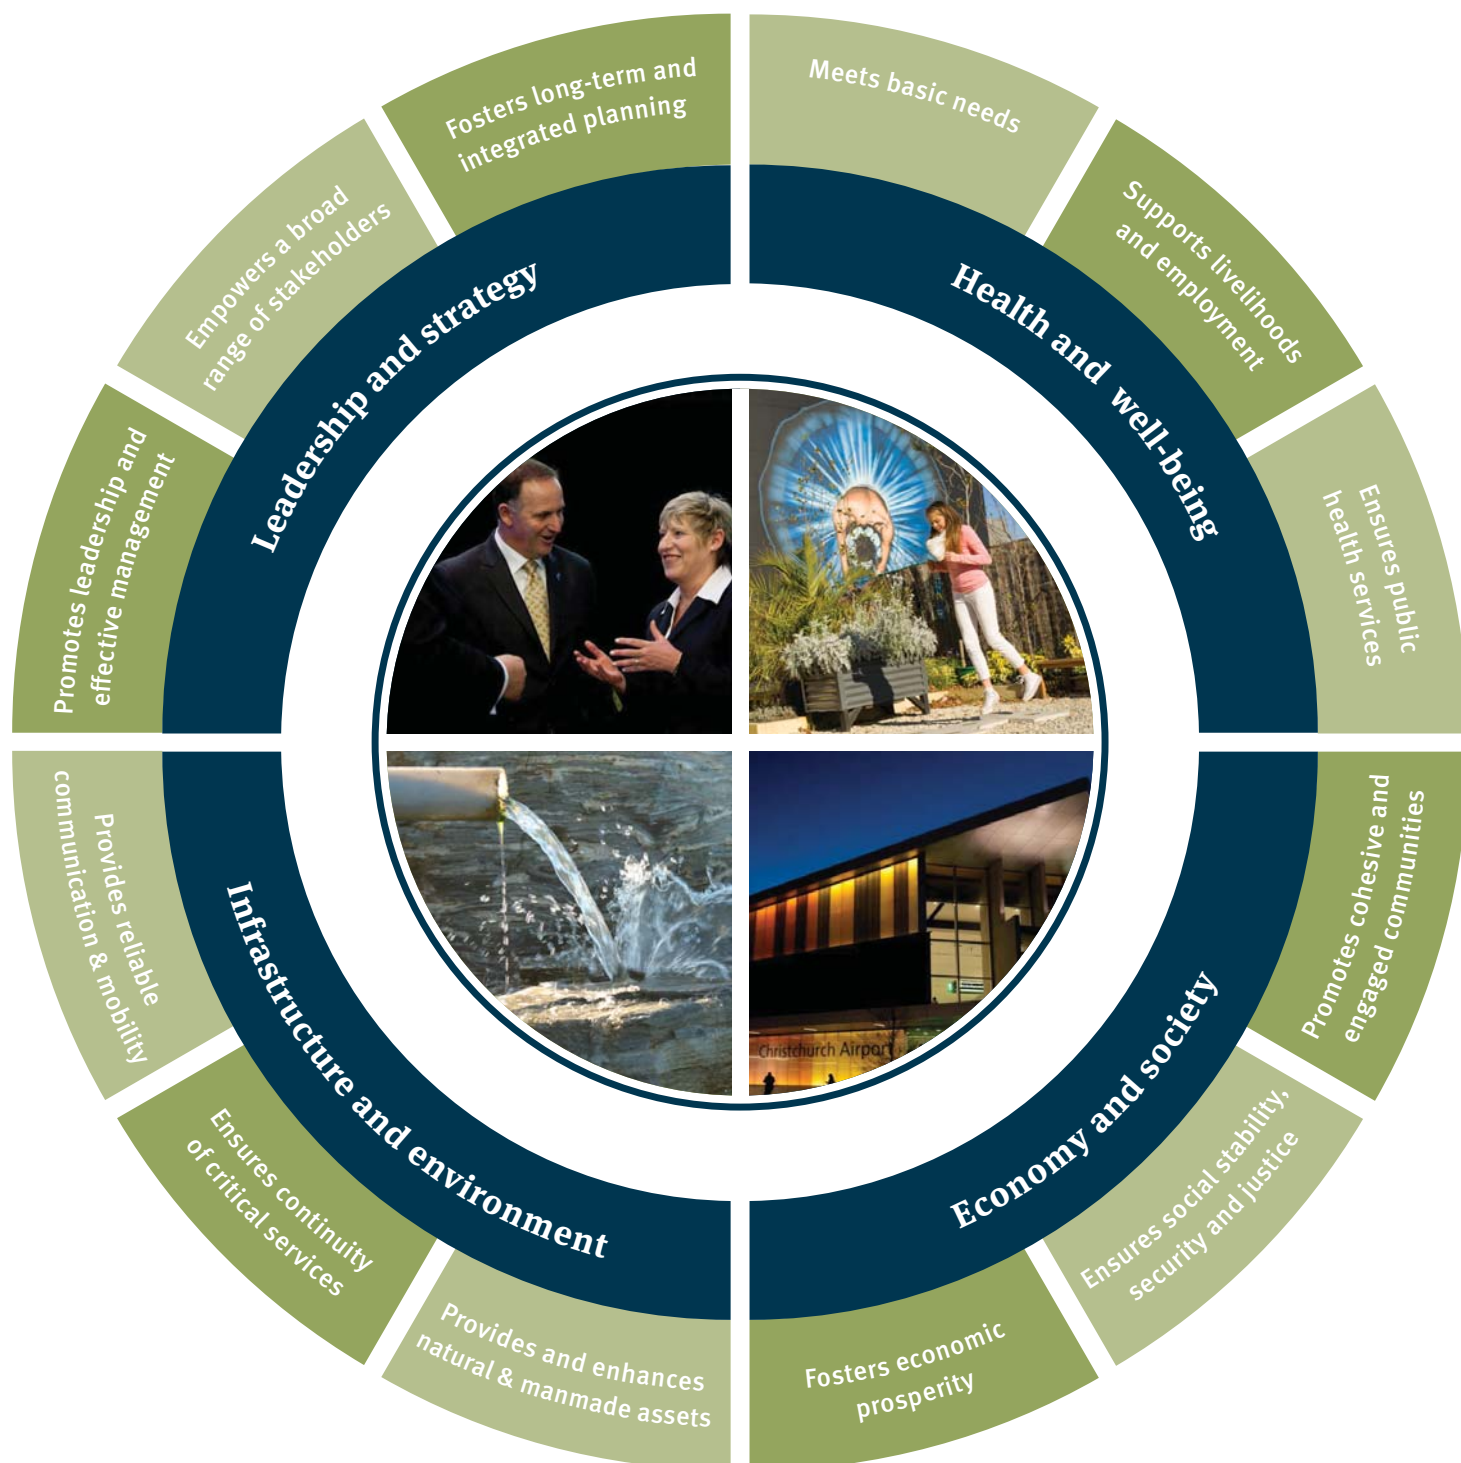 Leadership and strategy
Promotes leadership and
effective management
Empowers a broad
range of stakeholders
Fosters long-term and
integrated planning
Health and well-being
Meets basic needs
Supports livelihoods
and employment
Ensures public
health services
Economy and society
Promotes cohesive and
engaged communities
Ensures social stability,
security and justice
Fosters economic
prosperity
Infrastructure and environment
Provides and enhances
natural & manmade assets
Ensures continuity
of critical services
Provides reliable
communication & mobility
Christchurch Airport